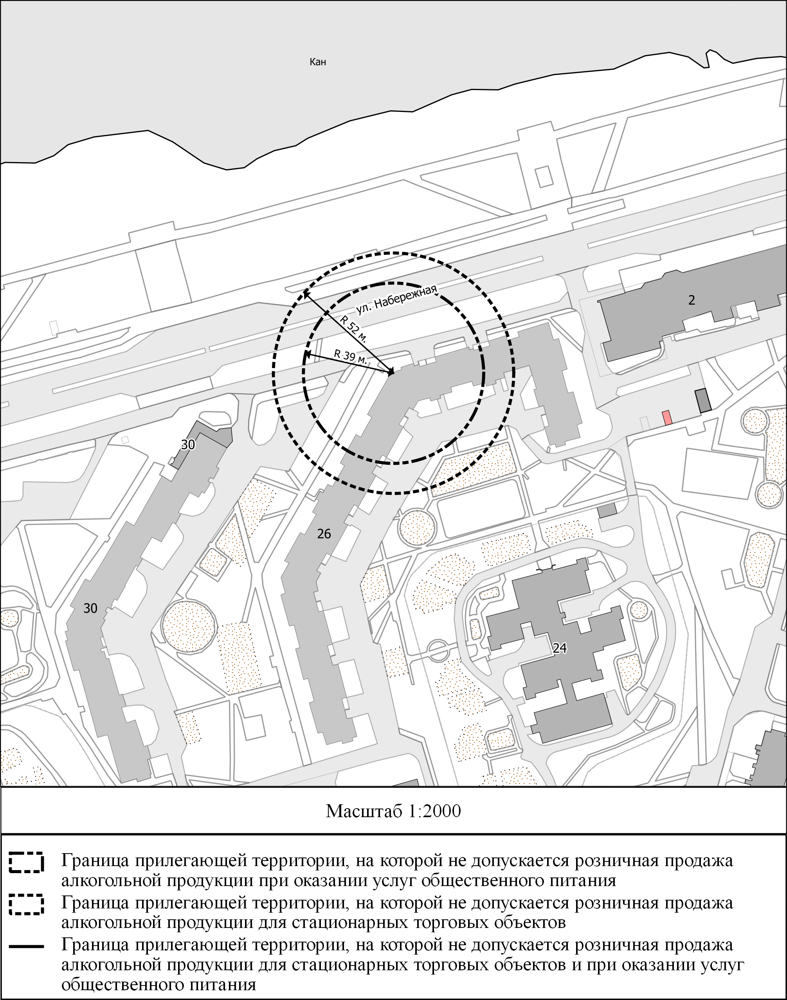 Кан
ул. Набережная
2
R 52 м.
R 39 м.
30
26
30
24
Масштаб 1:2000
Граница прилегающей территории, на которой не допускается розничная продажа
алкогольной продукции при оказании услуг общественного питания
Граница прилегающей территории, на которой не допускается розничная продажа
алкогольной продукции для стационарных торговых объектов
Граница прилегающей территории, на которой не допускается розничная продажа
алкогольной продукции для стационарных торговых объектов и при оказании услуг
общественного питания